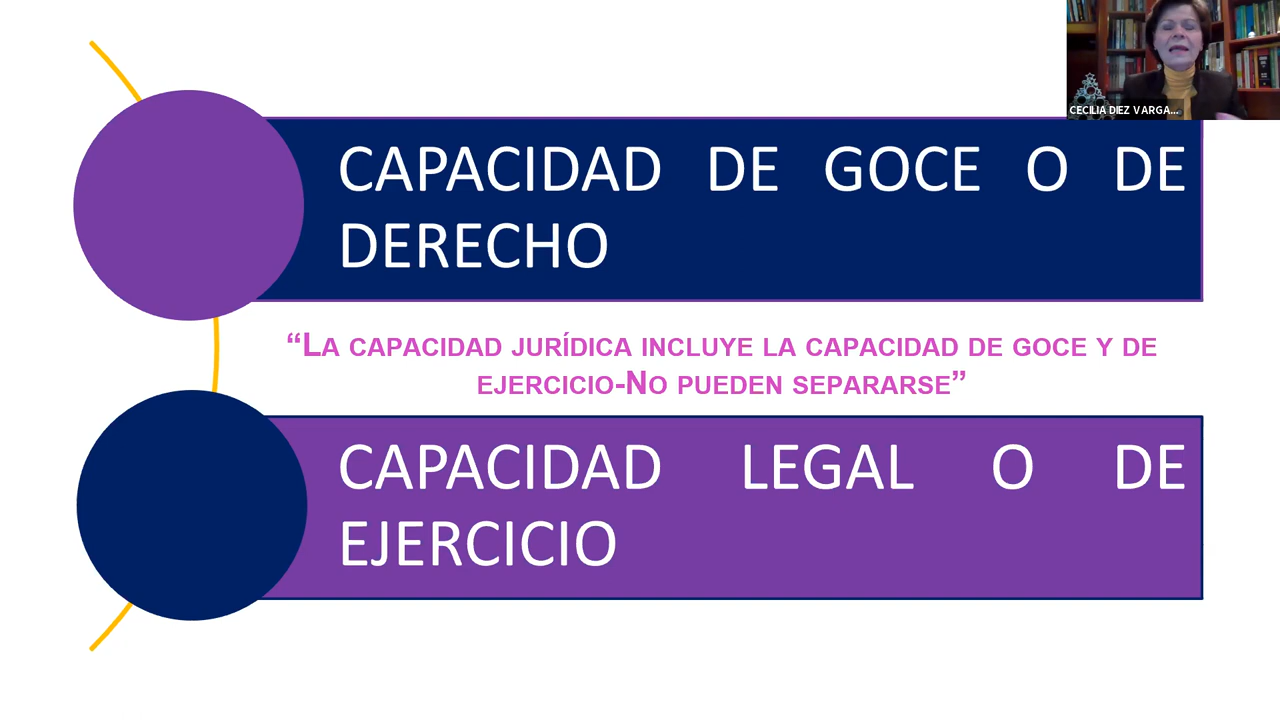 CECILIA DIEZ VARGA...
CAPACIDAD DE GOCE O DE
DERECHO
“LA CAPACIDAD JURÍDICA INCLUYE LA CAPACIDAD DE GOCE Y DE
EJERCICIO-NO PUEDEN SEPARARSE”
CAPACIDAD LEGAL O DE
EJERCICIO